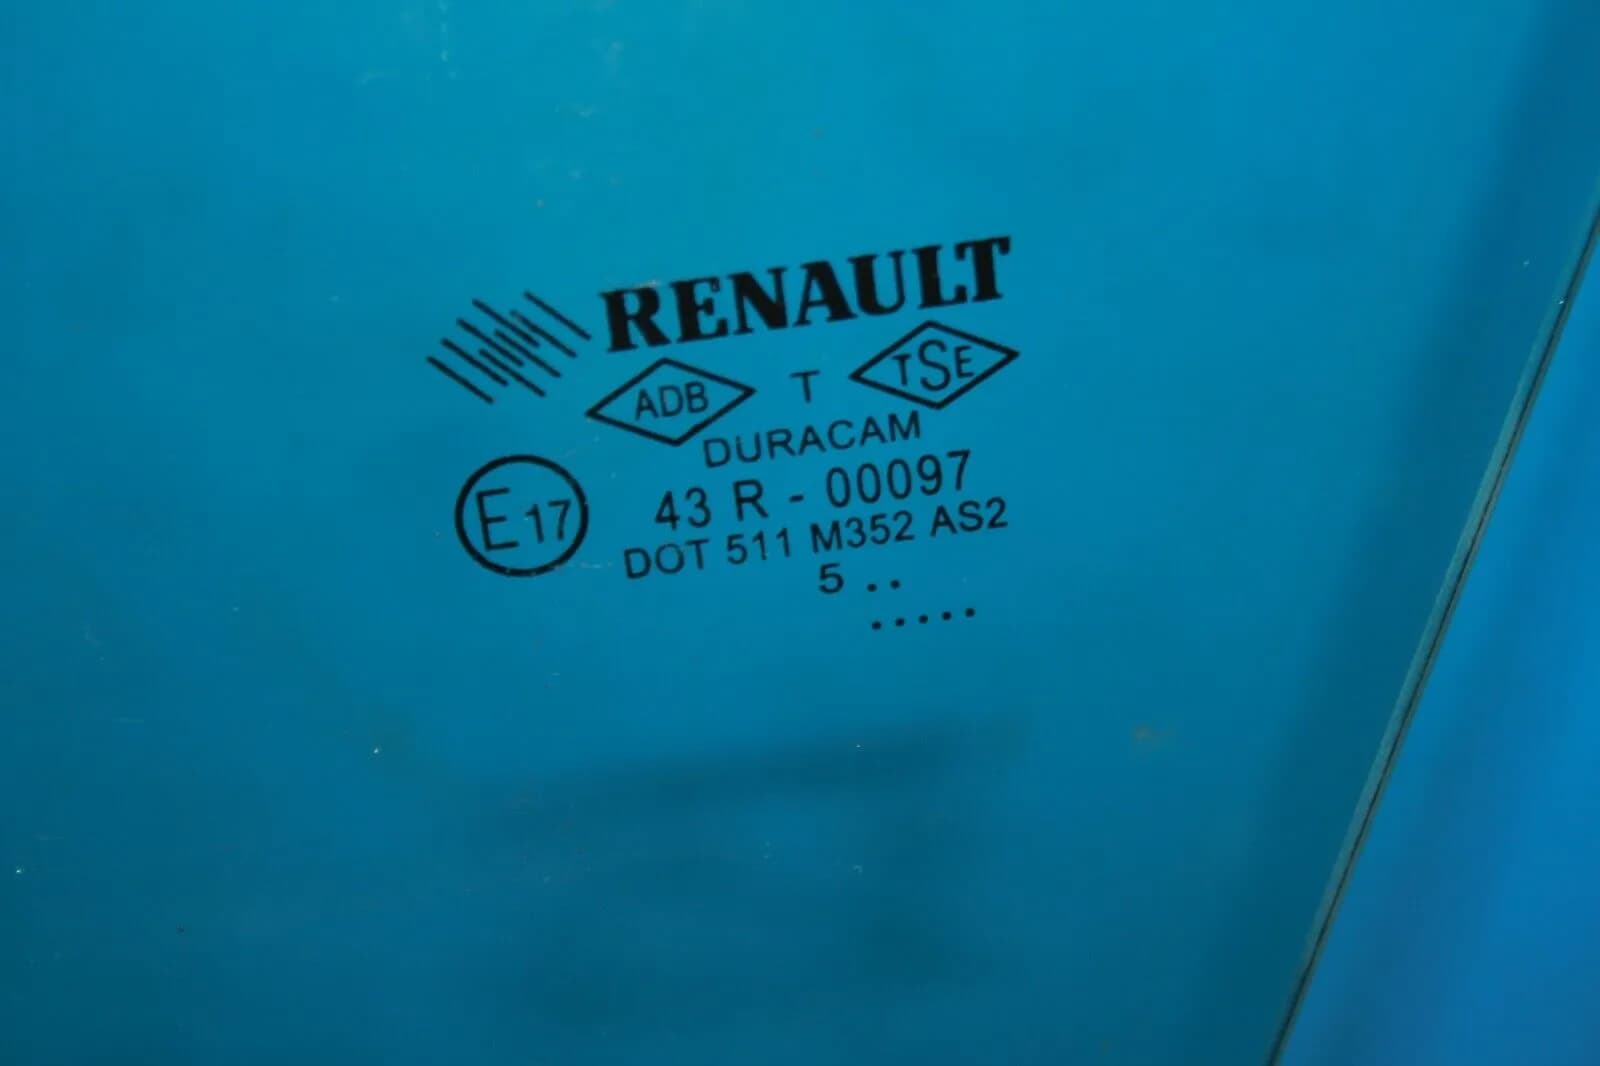 RENAULT
ADB T TSE
DURACAM
E17 43 R - 00097
DOT 511 M352 AS2
5 ..
.....